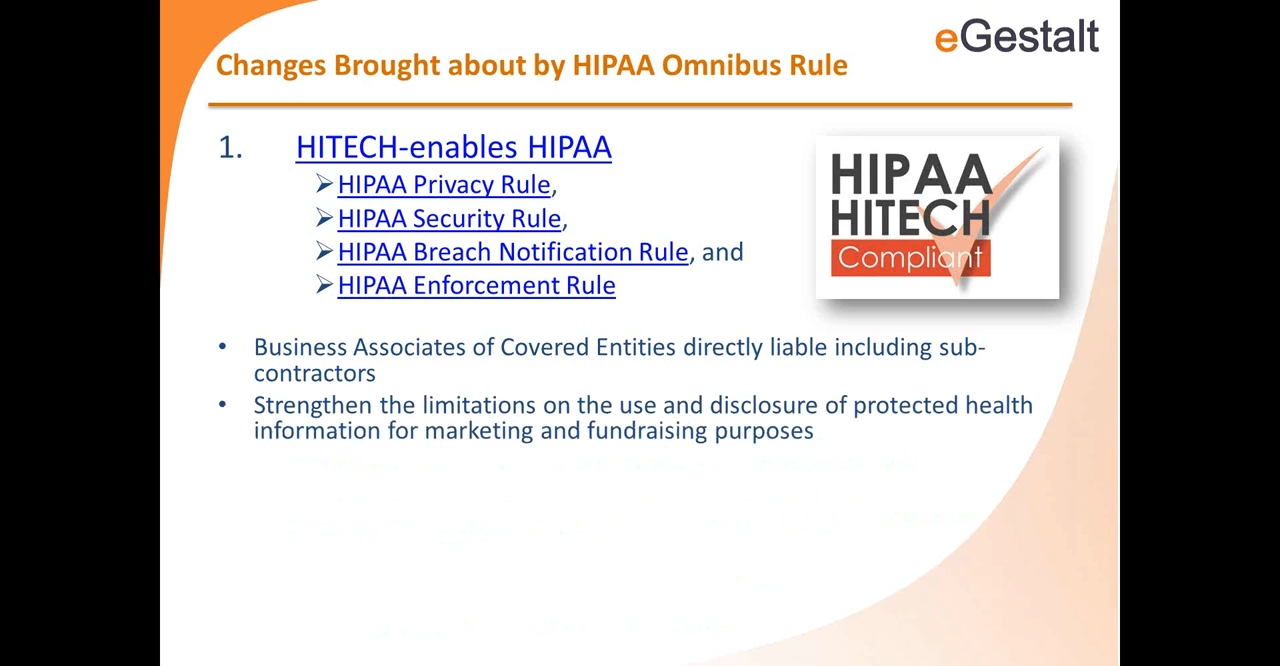 eGestalt
Changes Brought about by HIPAA Omnibus Rule
1. HITECH-enables HIPAA
➢ HIPAA Privacy Rule,
➢ HIPAA Security Rule,
➢ HIPAA Breach Notification Rule, and
➢ HIPAA Enforcement Rule
HIPAA
HITECH
Compliant
• Business Associates of Covered Entities directly liable including sub-
contractors
• Strengthen the limitations on the use and disclosure of protected health
information for marketing and fundraising purposes